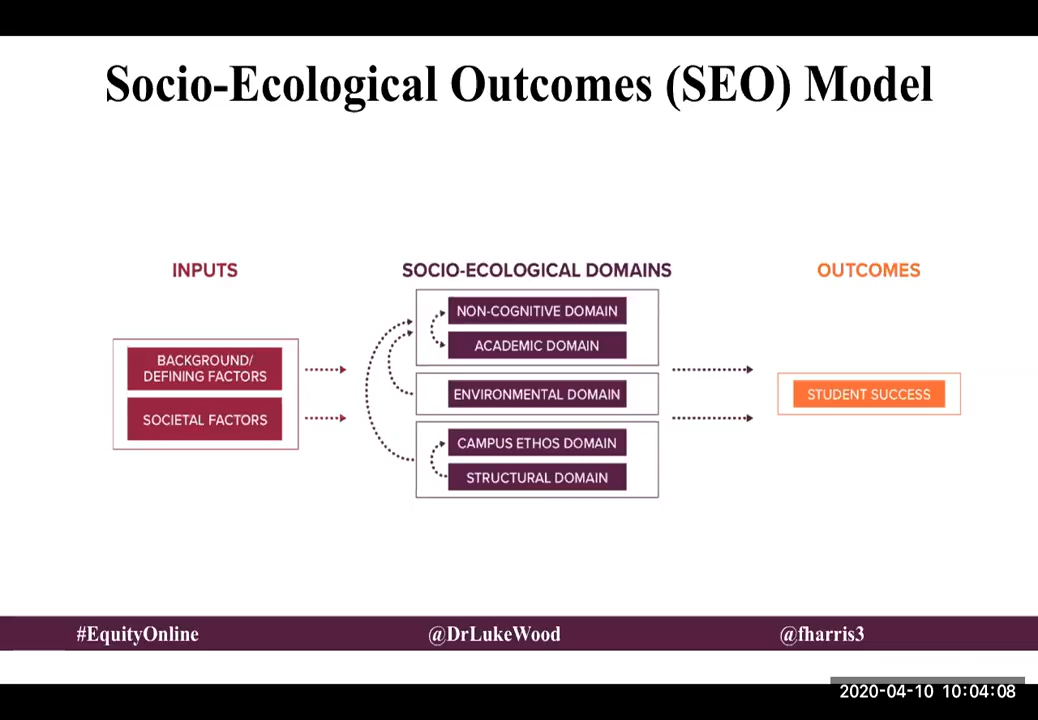 Socio-Ecological Outcomes (SEO) Model
INPUTS
BACKGROUND/
DEFINING FACTORS
SOCIETAL FACTORS
SOCIO-ECOLOGICAL DOMAINS
NON-COGNITIVE DOMAIN
ACADEMIC DOMAIN
ENVIRONMENTAL DOMAIN
CAMPUS ETHOS DOMAIN
STRUCTURAL DOMAIN
OUTCOMES
STUDENT SUCCESS
#EquityOnline
@DrLukeWood
@fharris3
2020-04-10 10:04:08